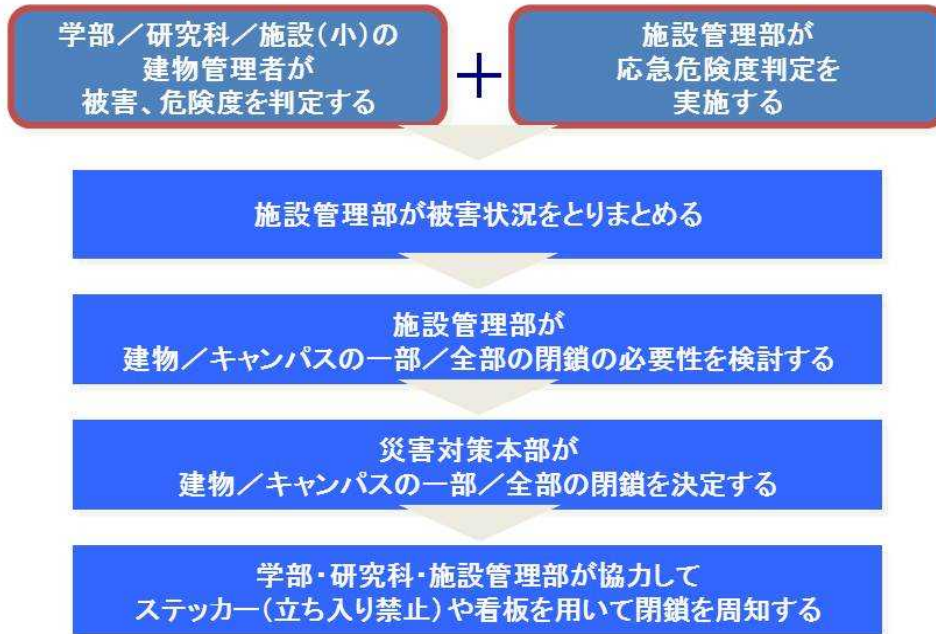 学部／研究科／施設(小)の
建物管理者が
被害、危険度を判定する
＋
施設管理部が
応急危険度判定を
実施する
施設管理部が被害状況をとりまとめる
施設管理部が
建物／キャンパスの一部／全部の閉鎖の必要性を検討する
災害対策本部が
建物／キャンパスの一部／全部の閉鎖を決定する
学部・研究科・施設管理部が協力して
ステッカー(立ち入り禁止)や看板を用いて閉鎖を周知する